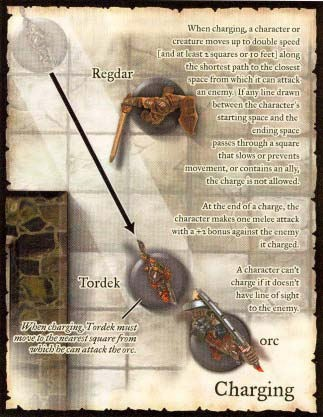 When charging, a character or
creature moves up to double speed
[and at least 2 squares or 10 feet] along
the shortest path to the closest
space from which it can attack
an enemy. If any line drawn
between the character's
starting space and the
ending space
passes through a square
that slows or prevents
movement, or contains an ally,
the charge is not allowed.
At the end of a charge, the
character makes one melee attack
with a +2 bonus against the enemy
it charged.
A character can't
charge if it doesn't
have line of sight
to the enemy.
Regdar
Tordek
When charging, Tordek must
move to the nearest square from
which he can attack the orc.
orc
Charging